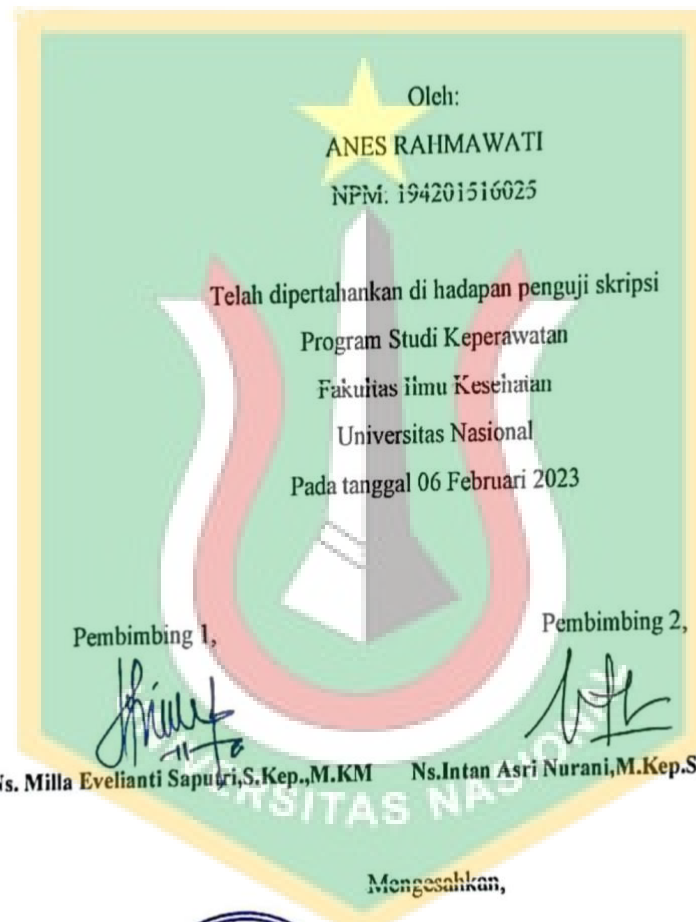 Oleh:
ANES RAHMAWATI
NPM: 194201516025
Telah dipertahankan di hadapan penguji skripsi
Program Studi Keperawatan
Fakultas Ilmu Kesehatan
Universitas Nasional
Pada tanggal 06 Februari 2023
Pembimbing 1, Pembimbing 2,
Ns. Milla Evelianti Saputri,S.Kep.,M.KM Ns.Intan Asri Nurani,M.Kep.S
VERSITAS NASIONAL
Mengesahkan,